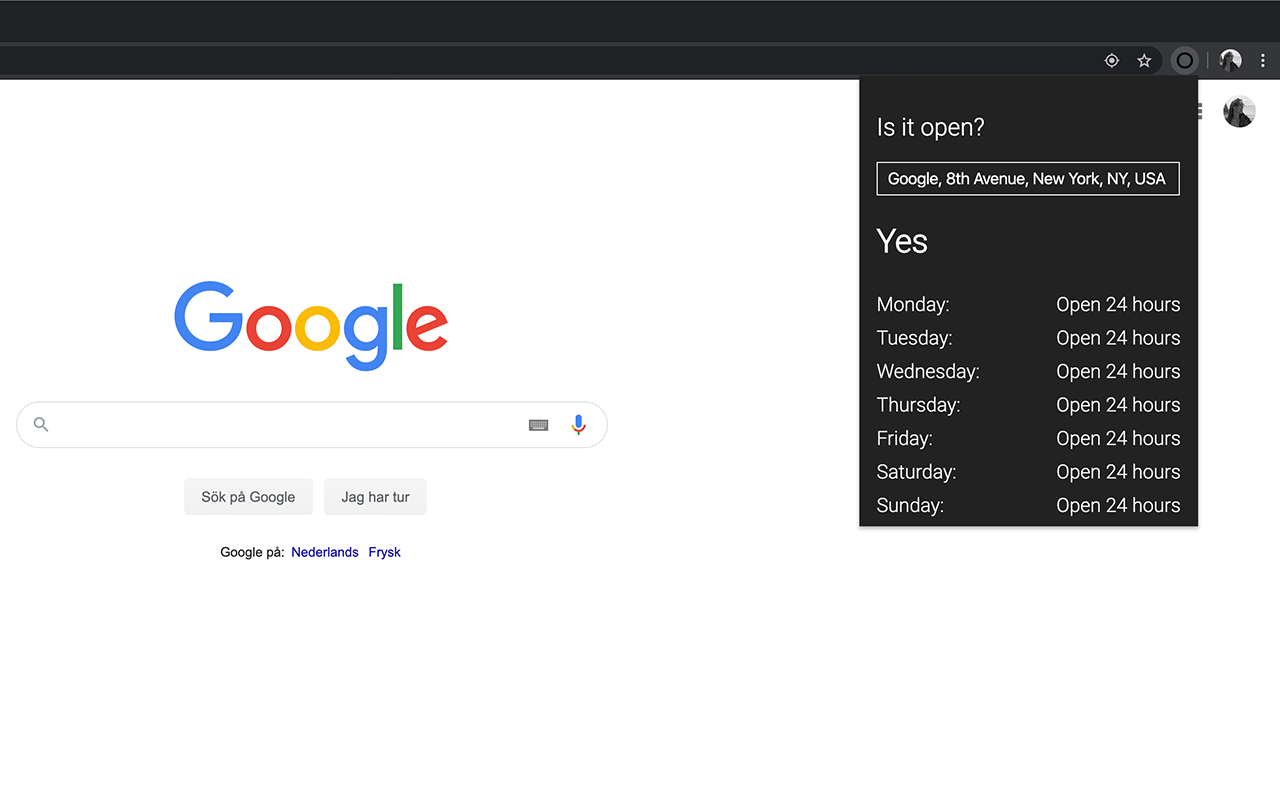 Is it open?
Google, 8th Avenue, New York, NY, USA
Yes
Monday: Open 24 hours
Tuesday: Open 24 hours
Wednesday: Open 24 hours
Thursday: Open 24 hours
Friday: Open 24 hours
Saturday: Open 24 hours
Sunday: Open 24 hours
Google
Sök på Google Jag har tur
Google på: Nederlands Frysk